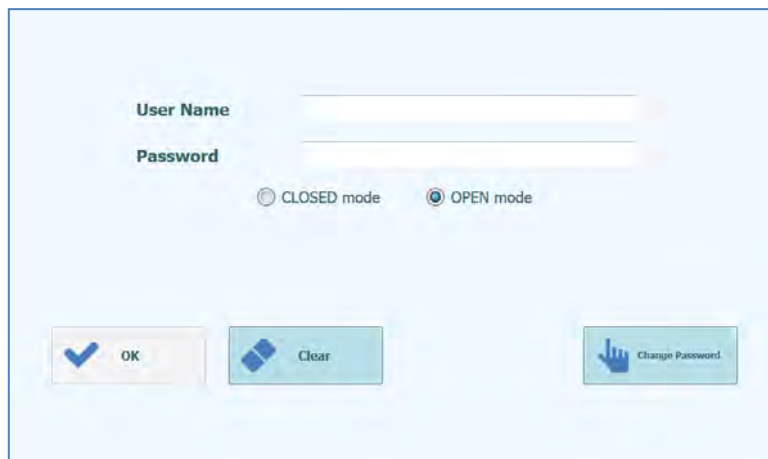 User Name
Password
CLOSED mode OPEN mode
OK Clear Change Password